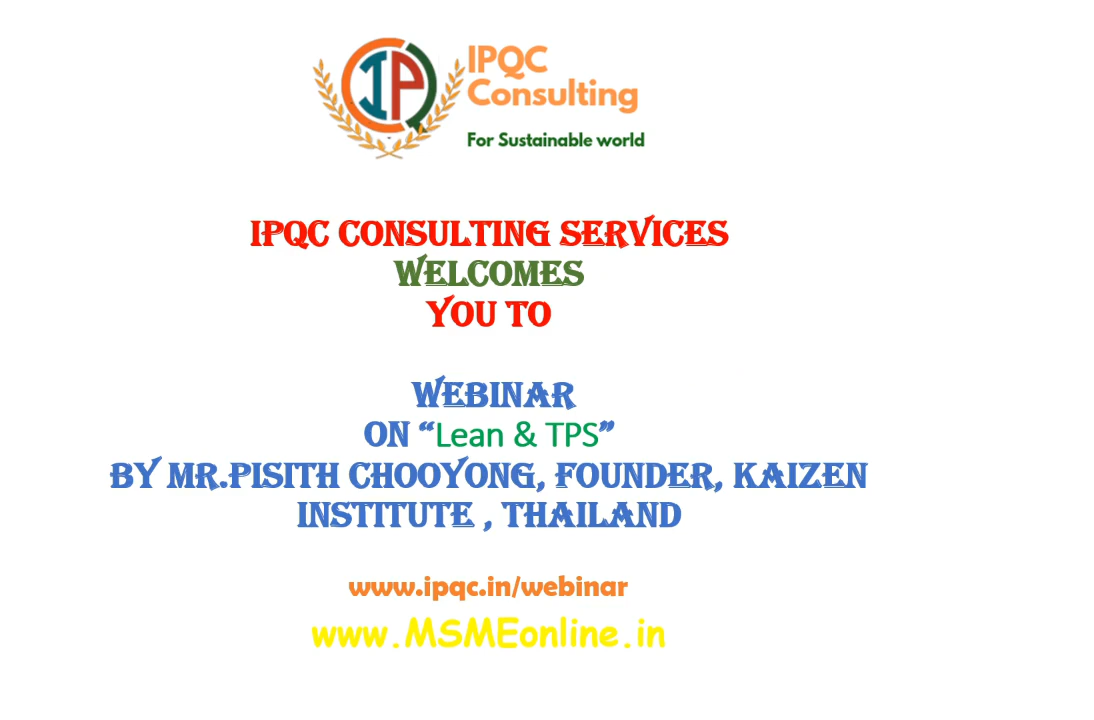 IPQC
Consulting
For Sustainable world
IPQC CONSULTING SERVICES
WELCOMES
YOU TO
WEBINAR
ON “Lean & TPS”
BY MR.PISITH CHOOYONG, FOUNDER, KAIZEN
INSTITUTE , THAILAND
www.ipqc.in/webinar
www.MSMEonline.in